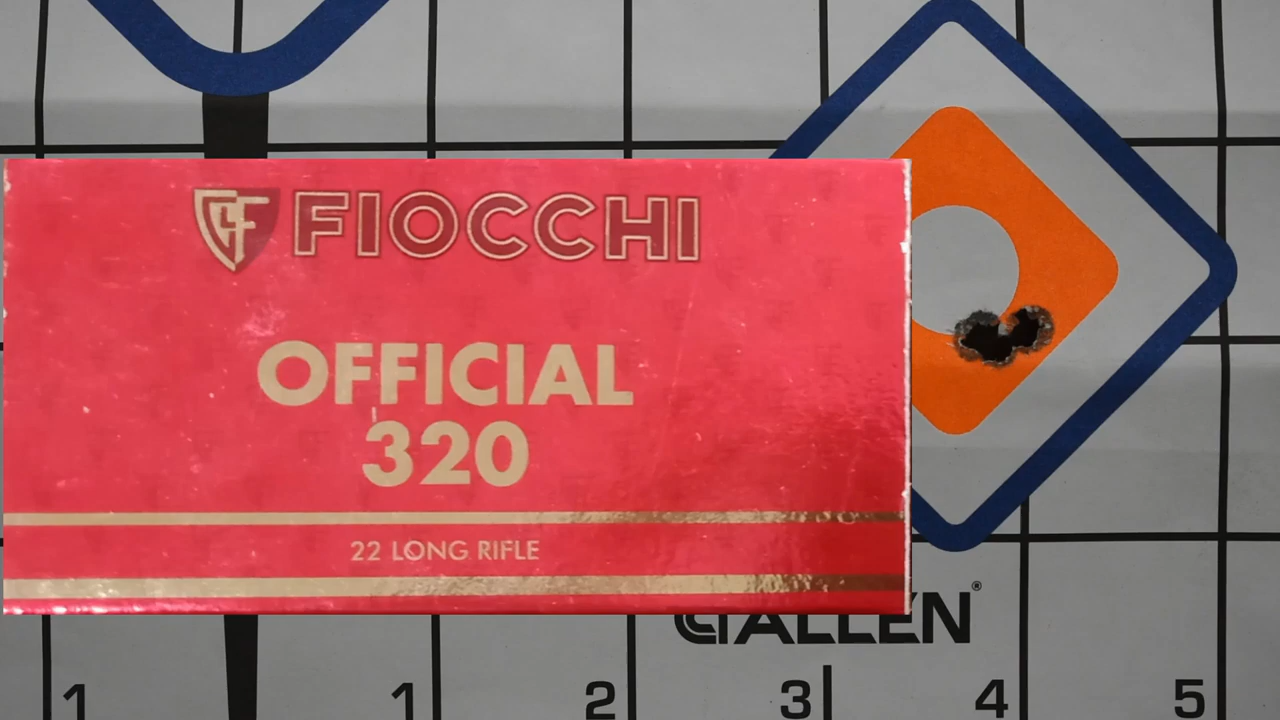 FIOCCHI
OFFICIAL
320
22 LONG RIFLE
ALLEN®
1 1 2 3 4 5